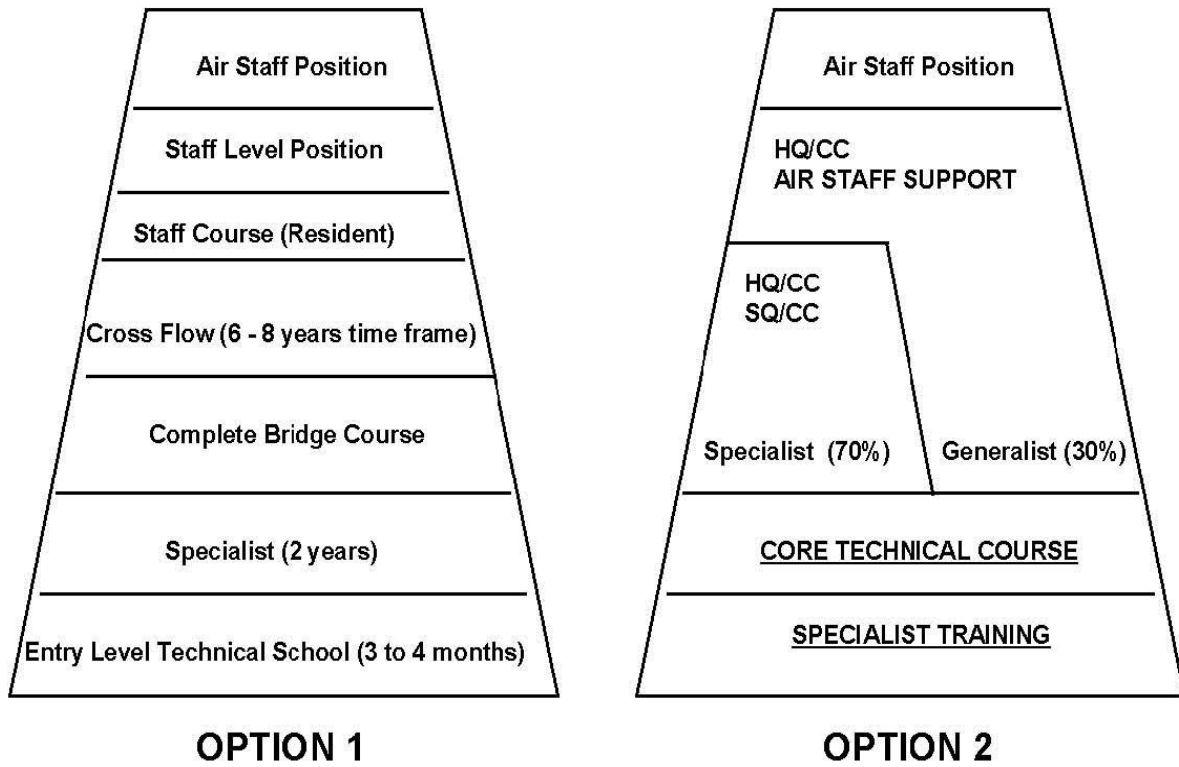 Air Staff Position
Staff Level Position
Staff Course (Resident)
Cross Flow (6 - 8 years time frame)
Complete Bridge Course
Specialist (2 years)
Entry Level Technical School (3 to 4 months)
OPTION 1
Air Staff Position
HQ/CC
AIR STAFF SUPPORT
HQ/CC
SQ/CC
Specialist (70%)
Generalist (30%)
CORE TECHNICAL COURSE
SPECIALIST TRAINING
OPTION 2